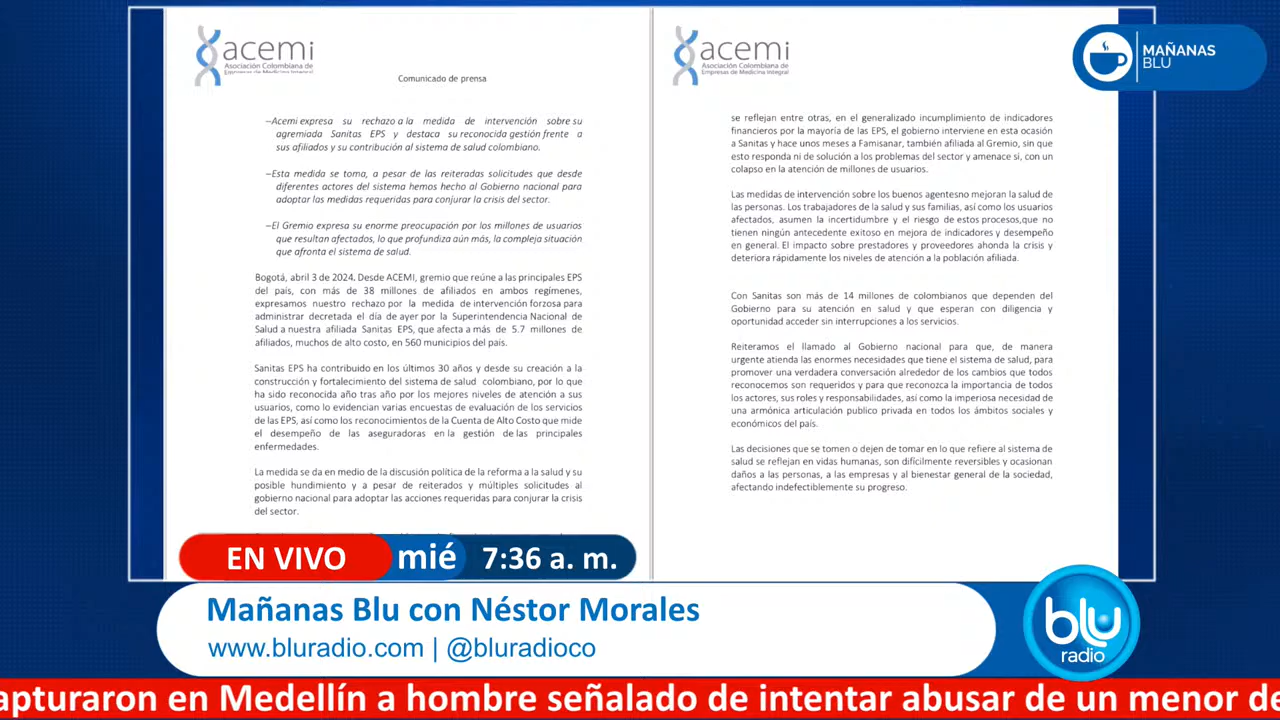 acemi
Asociación Colombiana de
Empresas de Medicina Integral
Comunicado de prensa
–Acemi expresa su rechazo a la medida de intervención sobre su
agremiada Sanitas EPS y destaca su reconocida gestión frente a
sus afiliados y su contribución al sistema de salud colombiano.
–Esta medida se toma, a pesar de las reiteradas solicitudes que desde
diferentes actores del sistema hemos hecho al Gobierno nacional para
adoptar las medidas requeridas para conjurar la crisis del sector.
–El Gremio expresa su enorme preocupación por los millones de usuarios
que resultan afectados, lo que profundiza aún más, la compleja situación
que afronta el sistema de salud.
Bogotá, abril 3 de 2024. Desde ACEMI, gremio que reúne a las principales EPS
del país, con más de 38 millones de afiliados en ambos regímenes,
expresamos nuestro rechazo por la medida de intervención forzosa para
administrar decretada el día de ayer por la Superintendencia Nacional de
Salud a nuestra afiliada Sanitas EPS, que afecta a más de 5.7 millones de
afiliados, muchos de alto costo, en 560 municipios del país.
Sanitas EPS ha contribuido en los últimos 30 años y desde su creación a la
construcción y fortalecimiento del sistema de salud colombiano, por lo que
ha sido reconocida año tras año por los mejores niveles de atención a sus
usuarios, como lo evidencian varias encuestas de evaluación de los servicios
de las EPS, así como los reconocimientos de la Cuenta de Alto Costo que mide
el desempeño de las aseguradoras en la gestión de las principales
enfermedades.
La medida se da en medio de la discusión política de la reforma a la salud y su
posible hundimiento y a pesar de reiterados y múltiples solicitudes al
gobierno nacional para adoptar las acciones requeridas para conjurar la crisis
del sector.
acemi
Asociación Colombiana de
Empresas de Medicina Integral
se reflejan entre otras, en el generalizado incumplimiento de indicadores
financieros por la mayoría de las EPS, el gobierno interviene en esta ocasión
a Sanitas y hace unos meses a Famisanar, también afiliada al Gremio, sin que
esto responda ni de solución a los problemas del sector y amenace si, con un
colapso en la atención de millones de usuarios.
Las medidas de intervención sobre los buenos agentesno mejoran la salud de
las personas. Los trabajadores de la salud y sus familias, así como los usuarios
afectados, asumen la incertidumbre y el riesgo de estos procesos,que no
tienen ningún antecedente exitoso en mejora de indicadores y desempeño
en general. El impacto sobre prestadores y proveedores ahonda la crisis y
deteriora rápidamente los niveles de atención a la población afiliada.
Con Sanitas son más de 14 millones de colombianos que dependen del
Gobierno para su atención en salud y que esperan con diligencia y
oportunidad acceder sin interrupciones a los servicios.
Reiteramos el llamado al Gobierno nacional para que, de manera
urgente atienda las enormes necesidades que tiene el sistema de salud, para
promover una verdadera conversación alrededor de los cambios que todos
reconocemos son requeridos y para que reconozca la importancia de todos
los actores, sus roles y responsabilidades, así como la imperiosa necesidad de
una armónica articulación publico privada en todos los ámbitos sociales y
económicos del país.
Las decisiones que se tomen o dejen de tomar en lo que refiere al sistema de
salud se reflejan en vidas humanas, son difícilmente reversibles y ocasionan
daños a las personas, a las empresas y al bienestar general de la sociedad,
afectando indefectiblemente su progreso.
MAÑANAS
BLU
EN VIVO mié 7:36 a. m.
Mañanas Blu con Néstor Morales
www.bluradio.com | @bluradioco
blu
radio
apturaron en Medellín a hombre señalado de intentar abusar de un menor de